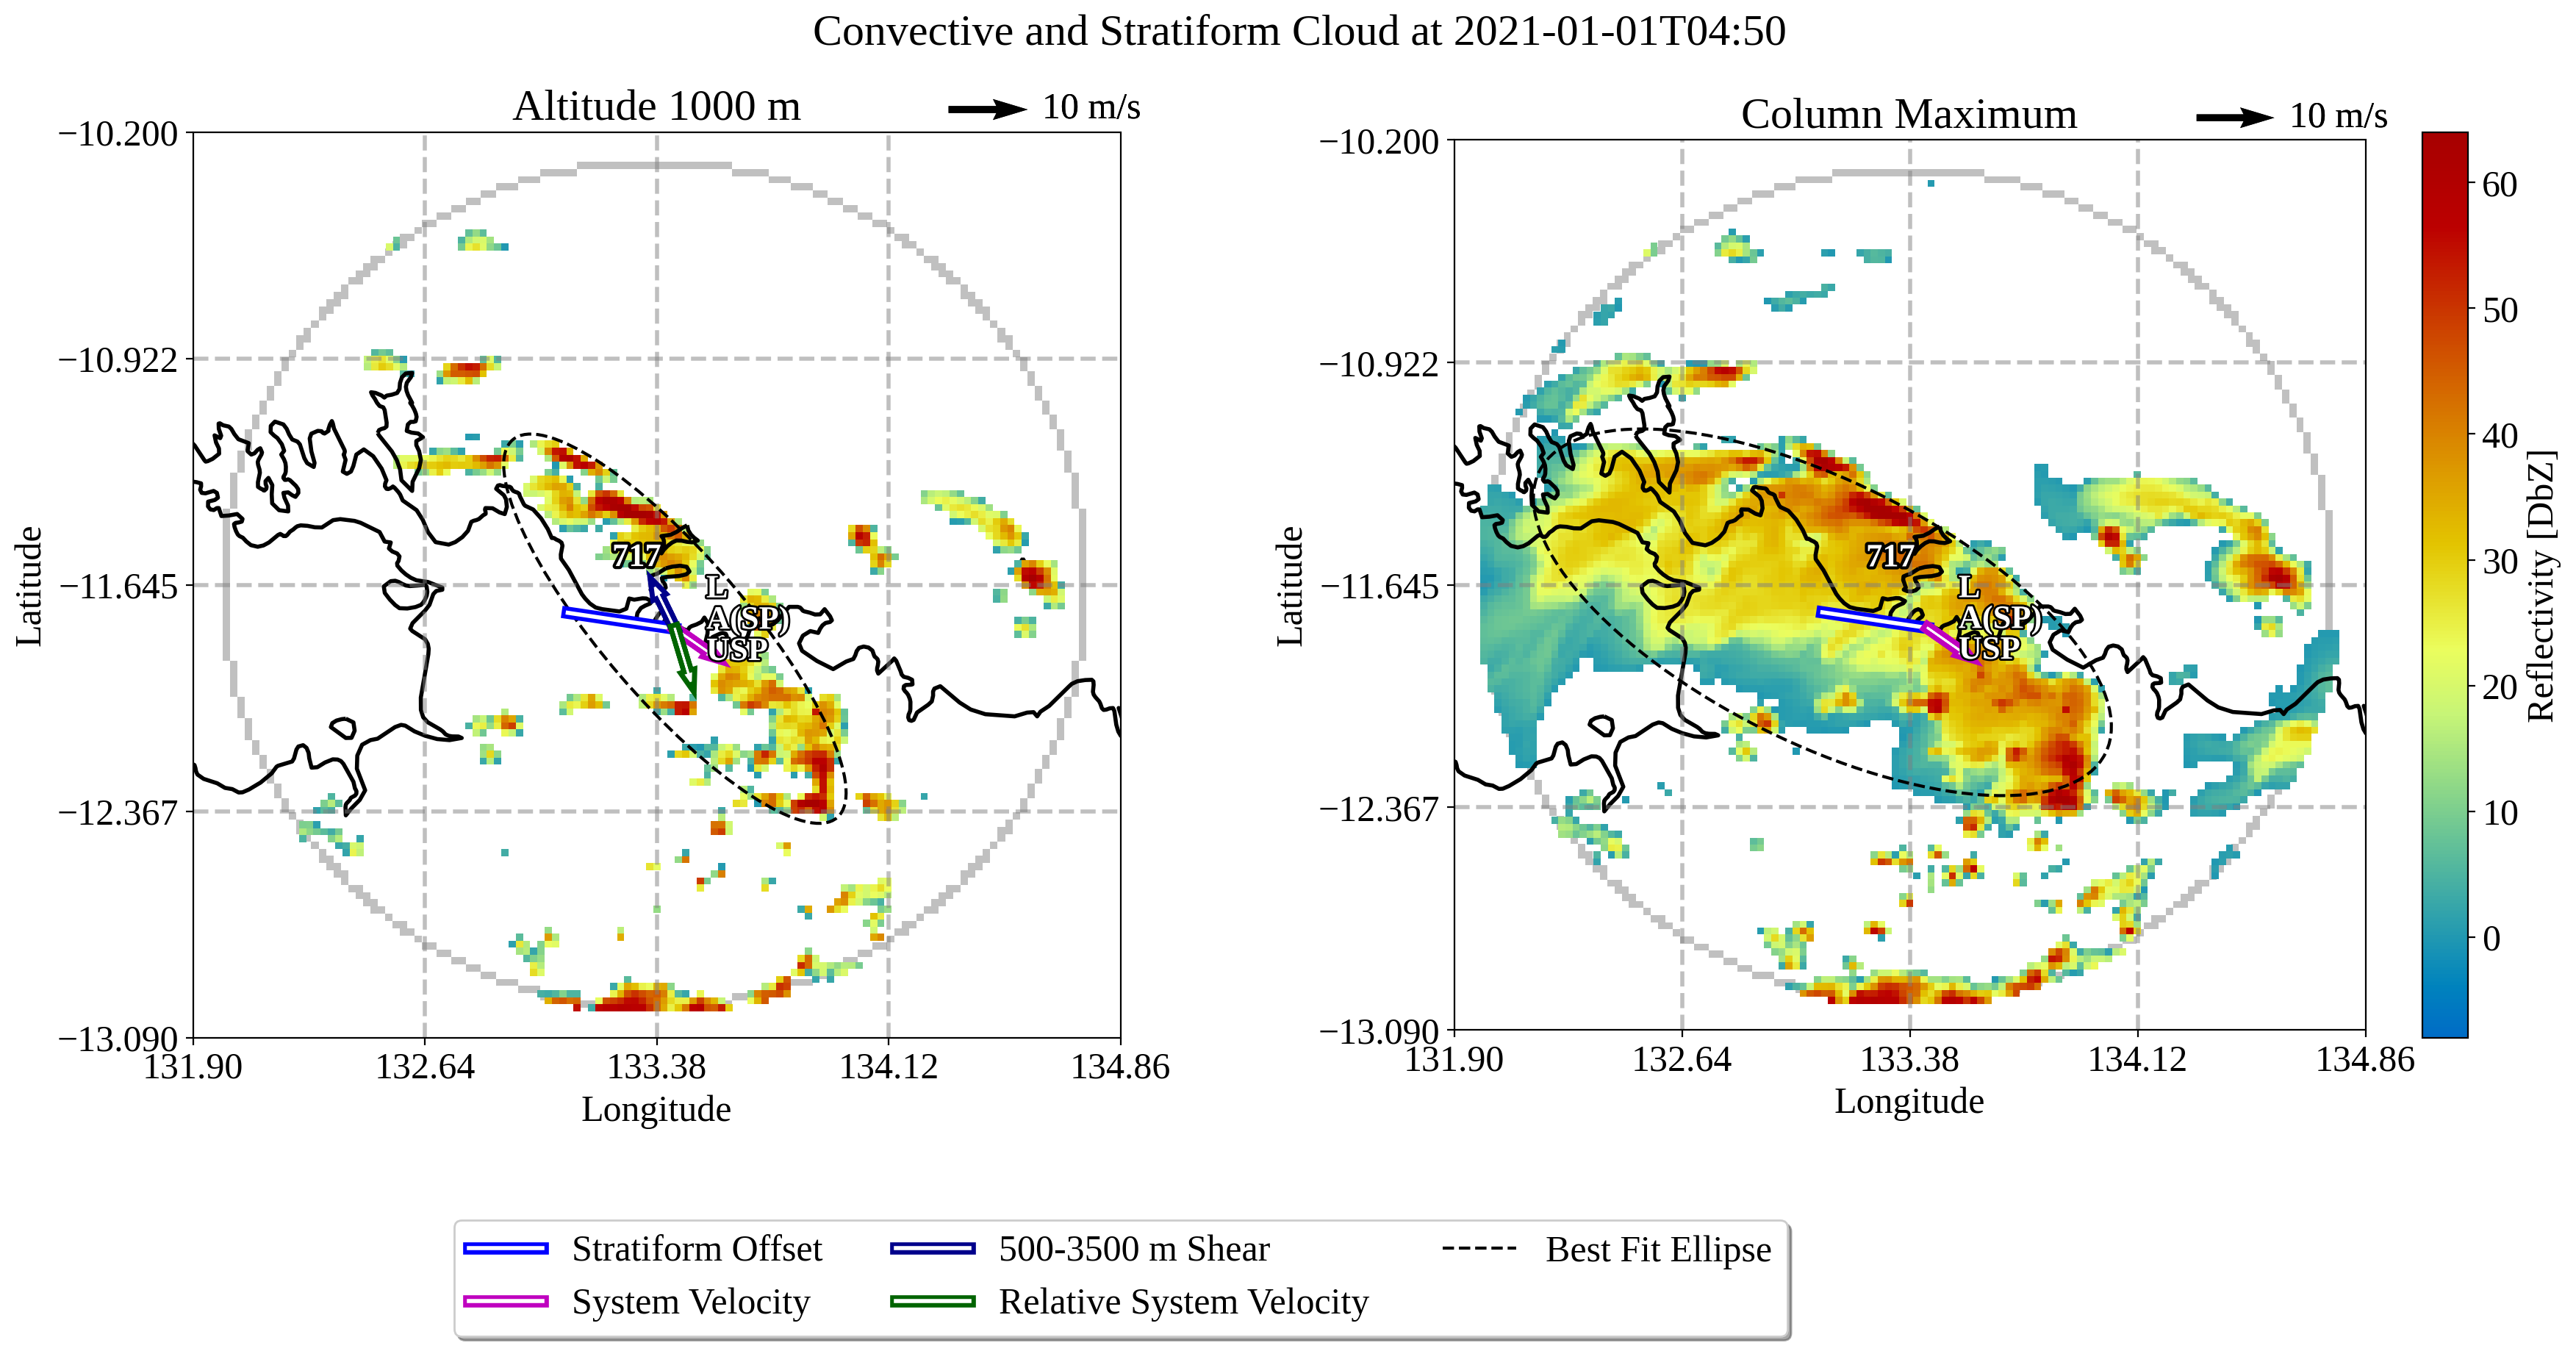 Convective and Stratiform Cloud at 2021-01-01T04:50
Altitude 1000 m
10 m/s
−10.200
−10.922
−11.645
−12.367
−13.090
Latitude
131.90
132.64
133.38
134.12
134.86
Longitude
717
L
A(SP)
USP
Column Maximum
10 m/s
−10.200
−10.922
−11.645
−12.367
−13.090
Latitude
131.90
132.64
133.38
134.12
134.86
Longitude
717
L
A(SP)
USP
60
50
40
30
20
10
0
Reflectivity [DbZ]
Stratiform Offset
System Velocity
500-3500 m Shear
Relative System Velocity
Best Fit Ellipse